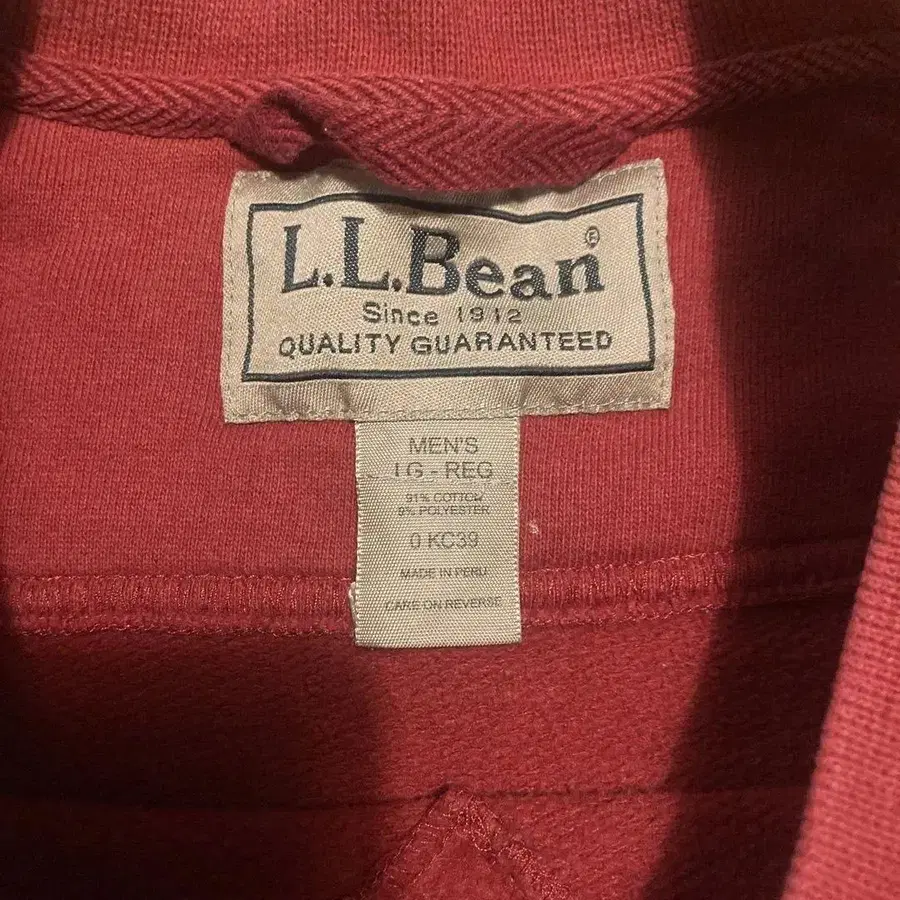 L.L.Bean®
Since 1912
QUALITY GUARANTEED
MEN'S
LG - REG
91% COTTON
9% POLYESTER
0 KC39
MADE IN PERU
CARE ON REVERSE